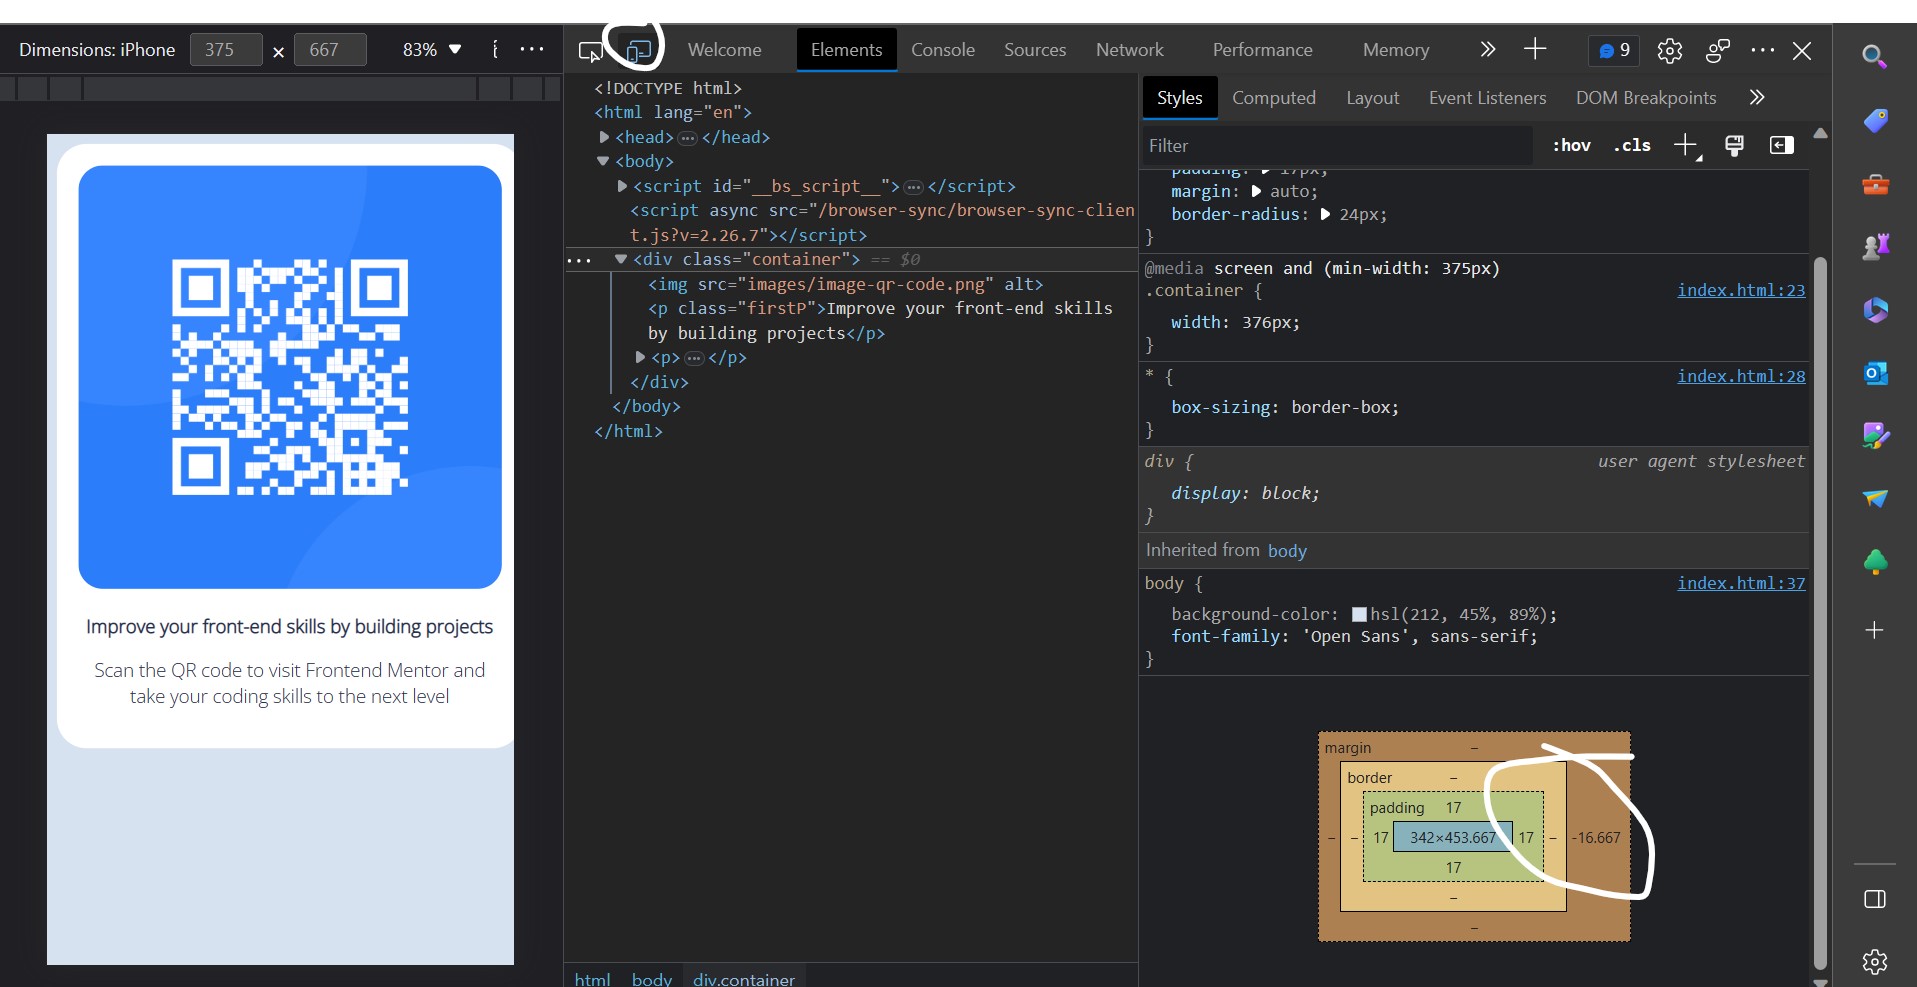 Dimensions: iPhone 375 × 667 83%
Welcome Elements Console Sources Network Performance Memory 9
<!DOCTYPE html>
<html lang="en">
<head>…</head>
<body>
<script id="__bs_script__">…</script>
<script async src="/browser-sync/browser-sync-clien
t.js?v=2.26.7"></script>
… <div class="container"> == $0
<img src="images/image-qr-code.png" alt>
<p class="firstP">Improve your front-end skills
by building projects</p>
<p>…</p>
</div>
</body>
</html>
html body div.container
Improve your front-end skills by building projects
Scan the QR code to visit Frontend Mentor and
take your coding skills to the next level
Styles Computed Layout Event Listeners DOM Breakpoints
Filter :hov .cls
padding: 17px;
margin: auto;
border-radius: 24px;
}
@media screen and (min-width: 375px)
.container { index.html:23
width: 376px;
}
* { index.html:28
box-sizing: border-box;
}
div { user agent stylesheet
display: block;
}
Inherited from body
body { index.html:37
background-color: hsl(212, 45%, 89%);
font-family: 'Open Sans', sans-serif;
}
margin –
border –
padding 17
– – 17 342×453.667 17 – -16.667
17
–
–